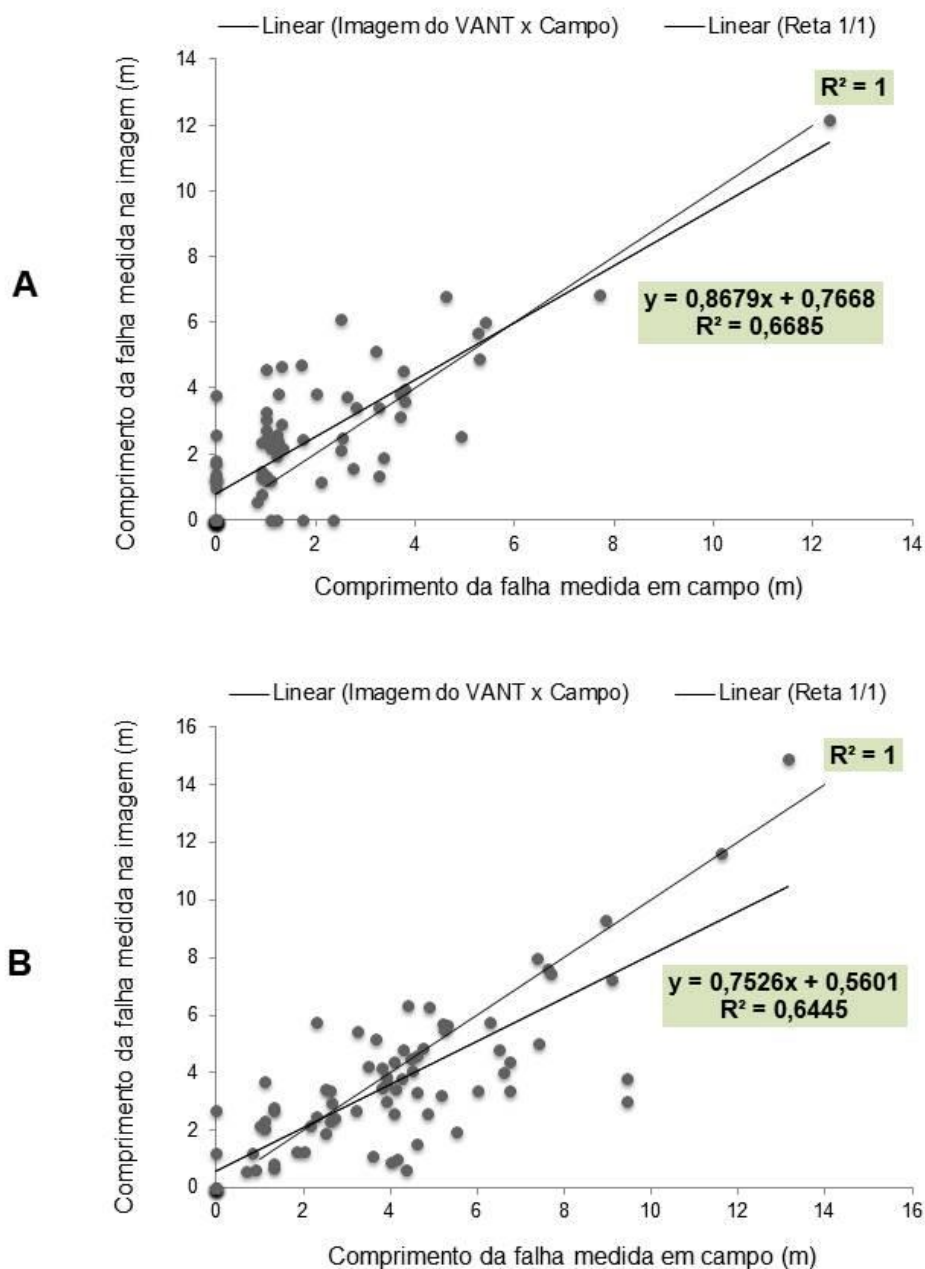 A
Linear (Imagem do VANT x Campo) Linear (Reta 1/1)
Comprimento da falha medida na imagem (m)
14
12
10
8
6
4
2
0
R² = 1
y = 0,8679x + 0,7668
R² = 0,6685
0 2 4 6 8 10 12 14
Comprimento da falha medida em campo (m)
B
Linear (Imagem do VANT x Campo) Linear (Reta 1/1)
Comprimento da falha medida na imagem (m)
16
14
12
10
8
6
4
2
0
R² = 1
y = 0,7526x + 0,5601
R² = 0,6445
0 2 4 6 8 10 12 14 16
Comprimento da falha medida em campo (m)